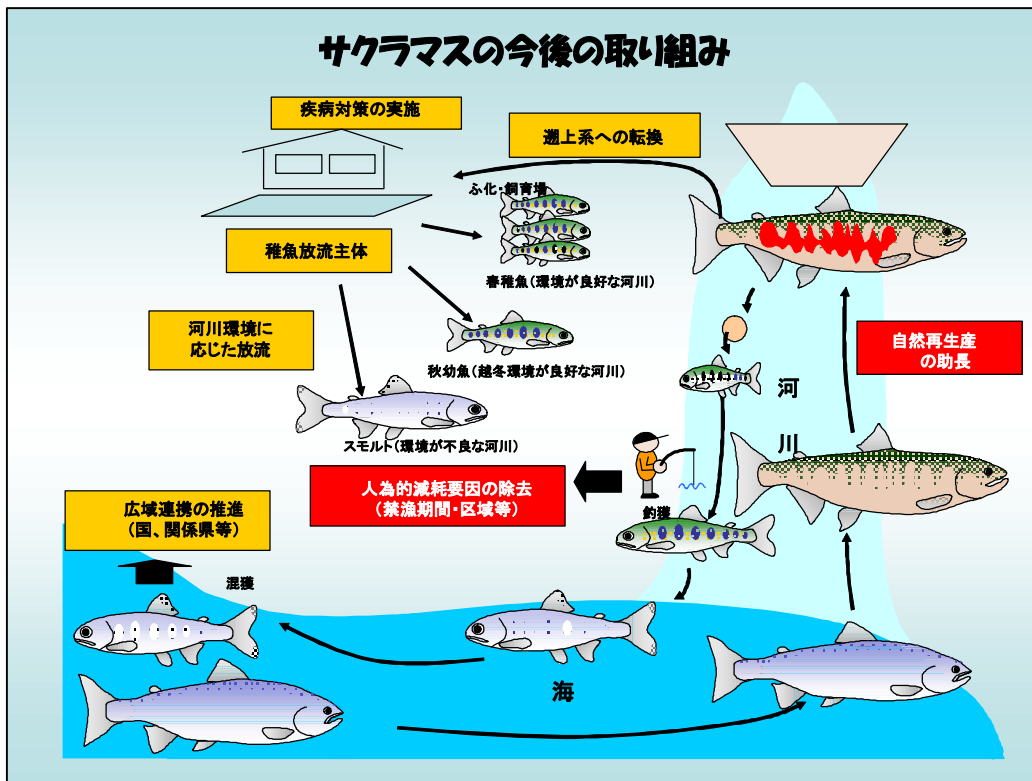 サクラマスの今後の取り組み
疾病対策の実施
遡上系への転換
ふ化・飼育場
稚魚放流主体
春稚魚(環境が良好な河川)
河川環境に
応じた放流
秋幼魚(越冬環境が良好な河川)
スモルト(環境が不良な河川)
自然再生産
の助長
河
川
人為的減耗要因の除去
(禁漁期間・区域等)
釣獲
広域連携の推進
(国、関係県等)
混獲
海